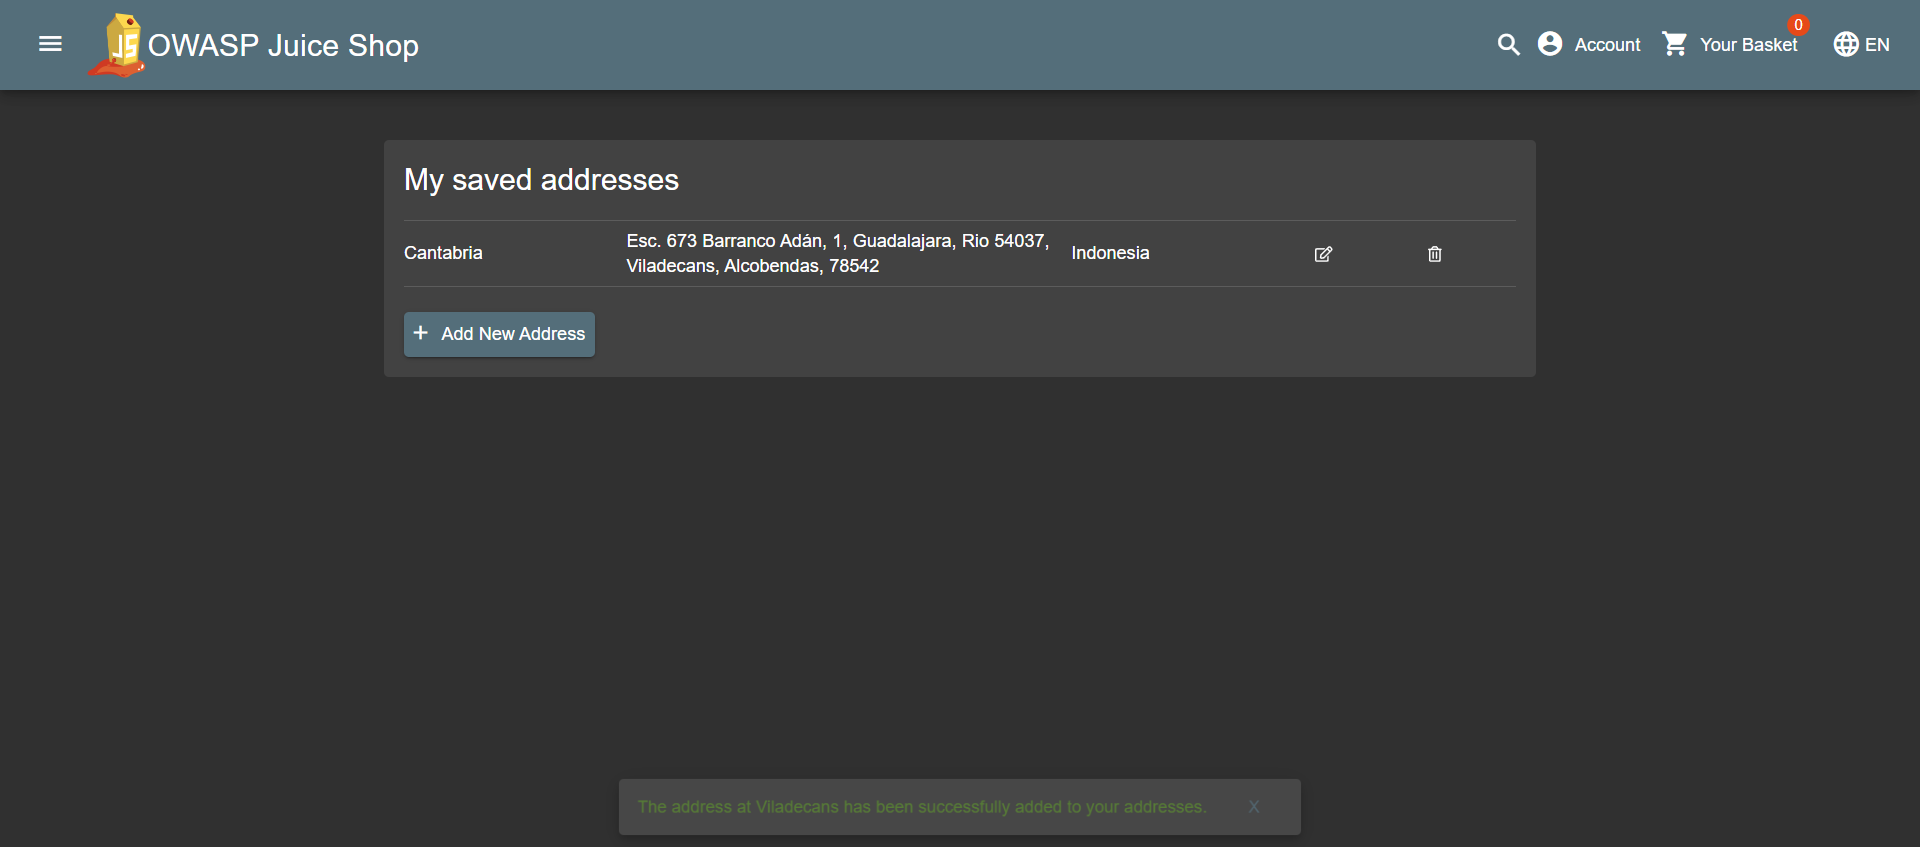 OWASP Juice Shop
Account
Your Basket
0
EN
My saved addresses
Cantabria
Esc. 673 Barranco Adán, 1, Guadalajara, Rio 54037,
Viladecans, Alcobendas, 78542
Indonesia
Add New Address
The address at Viladecans has been successfully added to your addresses.
X